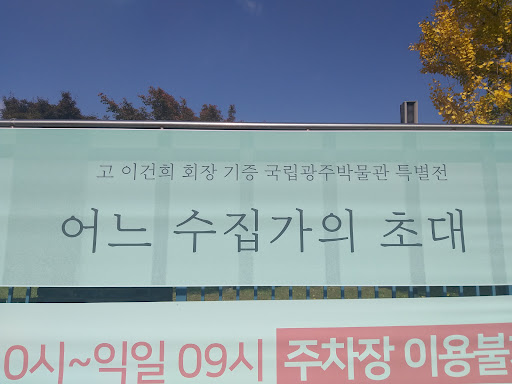 고 이건희 회장 기증 국립광주박물관 특별전
어느 수집가의 초대
0시~익일 09시 주차장 이용불